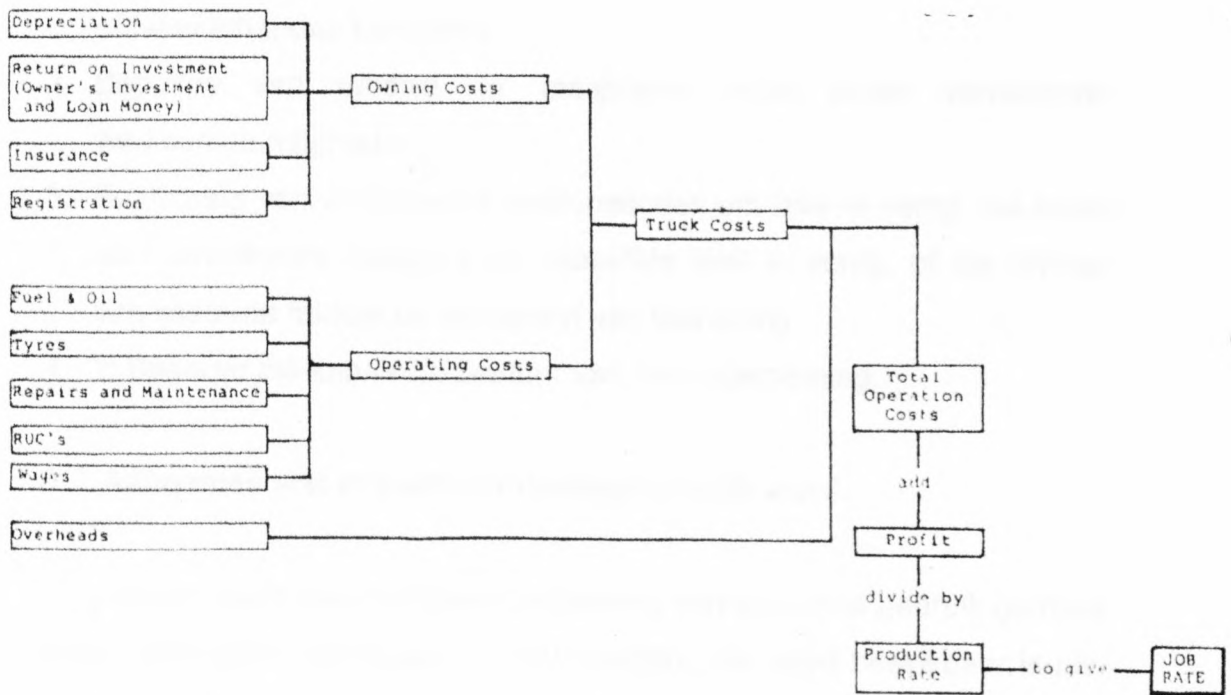 Depreciation
Return on Investment
(Owner's Investment
and Loan Money)
Insurance
Registration
Owning Costs
Truck Costs
Fuel & Oil
Tyres
Repairs and Maintenance
RUC's
Wages
Operating Costs
Overheads
Total
Operation
Costs
add
Profit
divide by
Production
Rate
to give
JOB
RATE